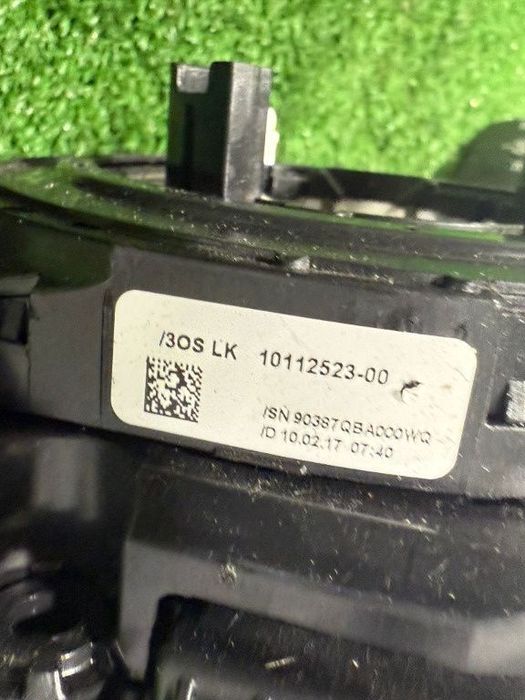 /3OS LK 10112523-00
/SN 90387QBA000WQ
/D 10.02.17 07:40